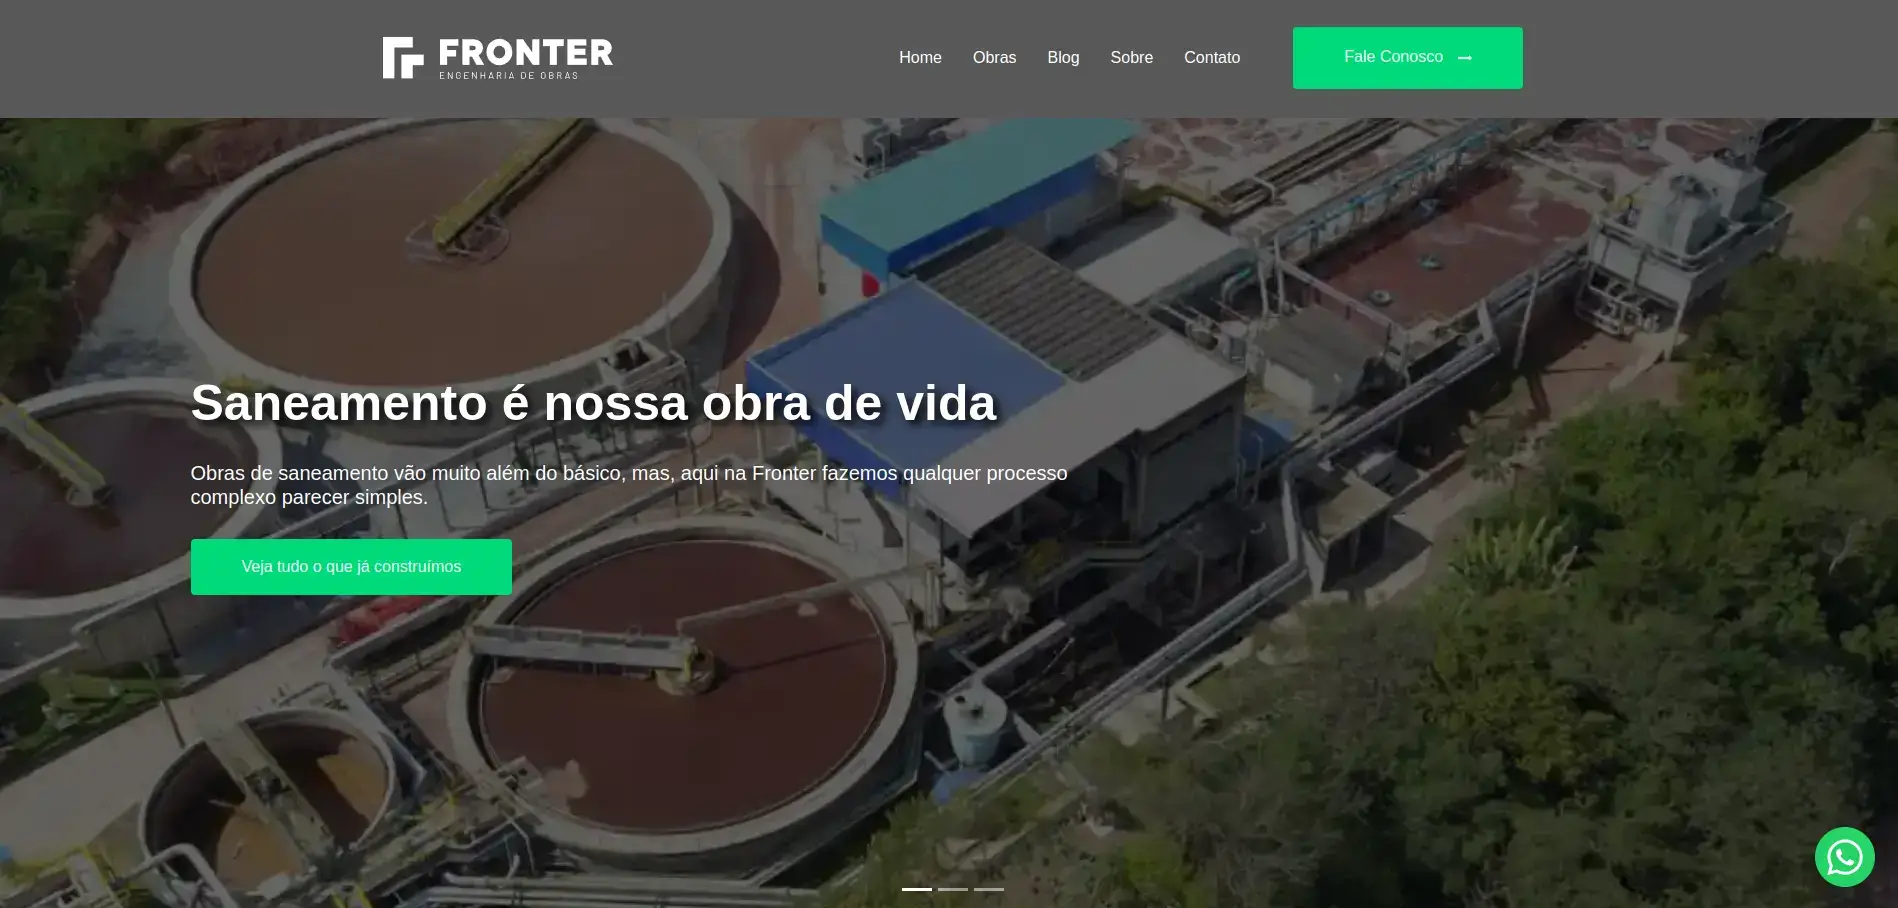 FRONTER
ENGENHARIA DE OBRAS
Home
Obras
Blog
Sobre
Contato
Fale Conosco
Saneamento é nossa obra de vida
Obras de saneamento vão muito além do básico, mas, aqui na Fronter fazemos qualquer processo
complexo parecer simples.
Veja tudo o que já construímos